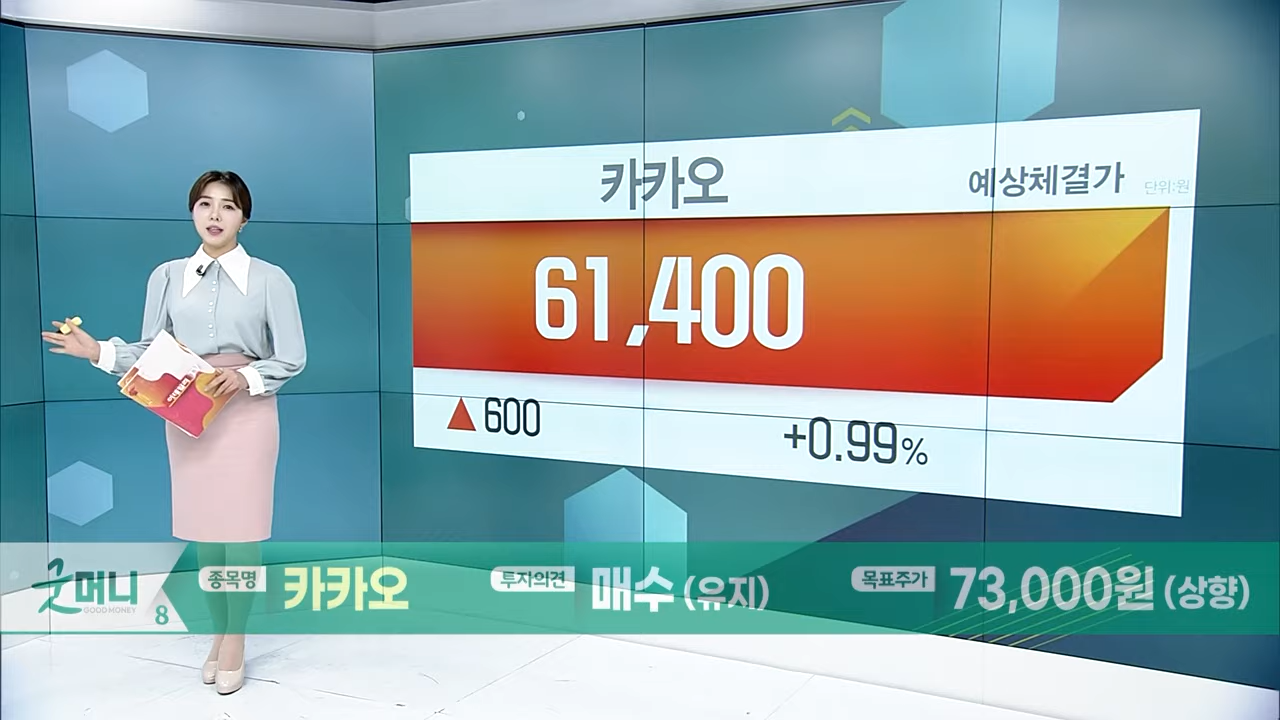 카카오
예상체결가 단위:원
61,400
▲600 +0.99%
굿머니
GOOD MONEY
8
종목명 카카오 투자의견 매수 (유지) 목표주가 73,000원 (상향)